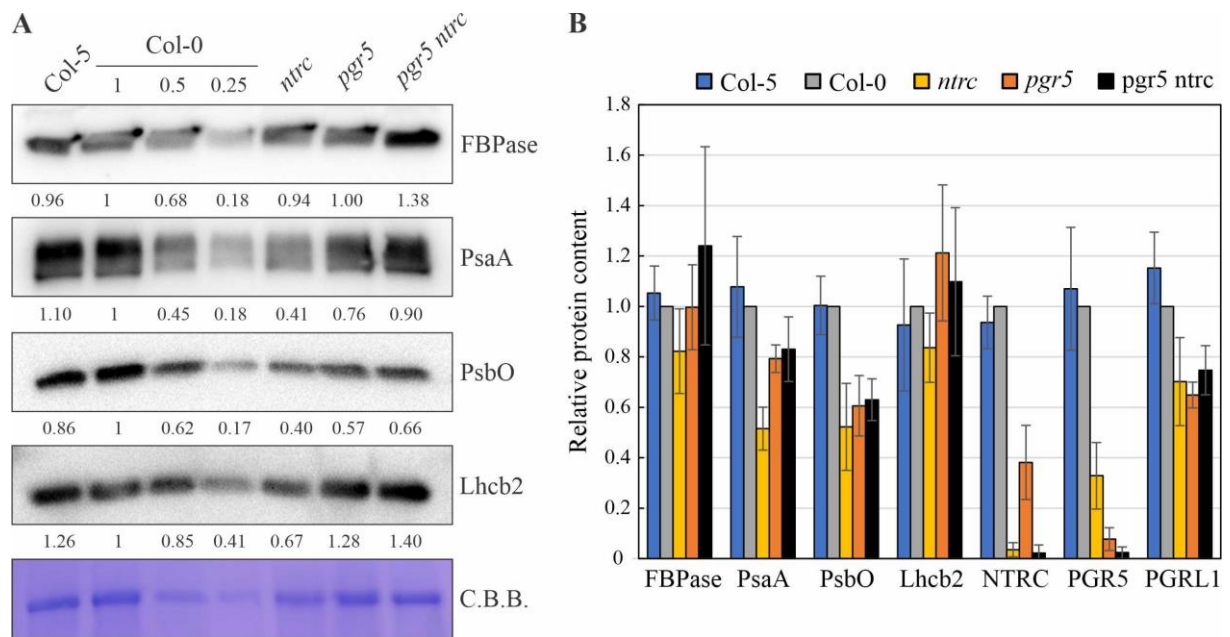 A
Col-5 Col-0 ntrc pgr5 pgr5 ntrc
1 0.5 0.25
FBPase
0.96 1 0.68 0.18 0.94 1.00 1.38
PsaA
1.10 1 0.45 0.18 0.41 0.76 0.90
PsbO
0.86 1 0.62 0.17 0.40 0.57 0.66
Lhcb2
1.26 1 0.85 0.41 0.67 1.28 1.40
C.B.B.
B
Col-5 Col-0 ntrc pgr5 pgr5 ntrc
Relative protein content
1.8
1.6
1.4
1.2
1.0
0.8
0.6
0.4
0.2
0
FBPase PsaA PsbO Lhcb2 NTRC PGR5 PGRL1